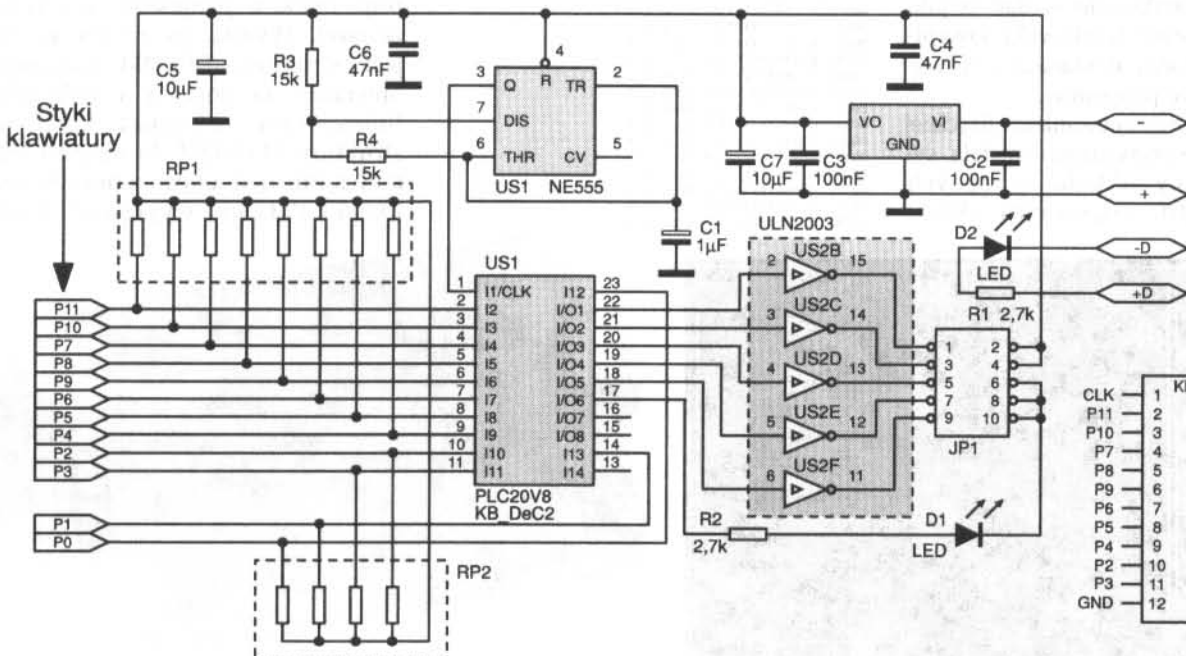 C5
10µF
R3
15k
C6
47nF
4
3
Q
R
TR
2
7
DIS
6
THR
CV
5
US1
NE555
R4
15k
C4
47nF
VO
VI
GND
-
C7
10µF
C3
100nF
C2
100nF
+
Styki
klawiatury
RP1
C1
1µF
ULN2003
D2
LED
-D
+D
R1 2,7k
US1
1 I1/CLK I12 23
2 I2 I/O1 22
3 I3 I/O2 21
4 I4 I/O3 20
5 I5 I/O4 19
6 I6 I/O5 18
7 I7 I/O6 17
8 I8 I/O7 16
9 I9 I/O8 15
10 I10 I13 14
11 I11 I14 13
PLC20V8
KB_DeC2
P11
P10
P7
P8
P9
P6
P5
P4
P2
P3
P1
P0
RP2
US2B
2 15
US2C
3 14
US2D
4 13
US2E
5 12
US2F
6 11
1 2
3 4
5 6
7 8
9 10
JP1
R2
2,7k
D1
LED
CLK 1
P11 2
P10 3
P7 4
P8 5
P9 6
P6 7
P5 8
P4 9
P2 10
P3 11
GND 12